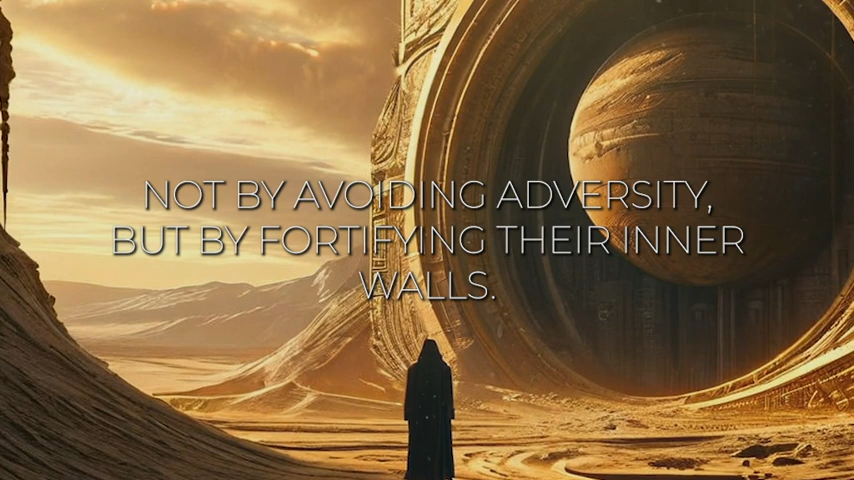 NOT BY AVOIDING ADVERSITY,
BUT BY FORTIFYING THEIR INNER
WALLS.